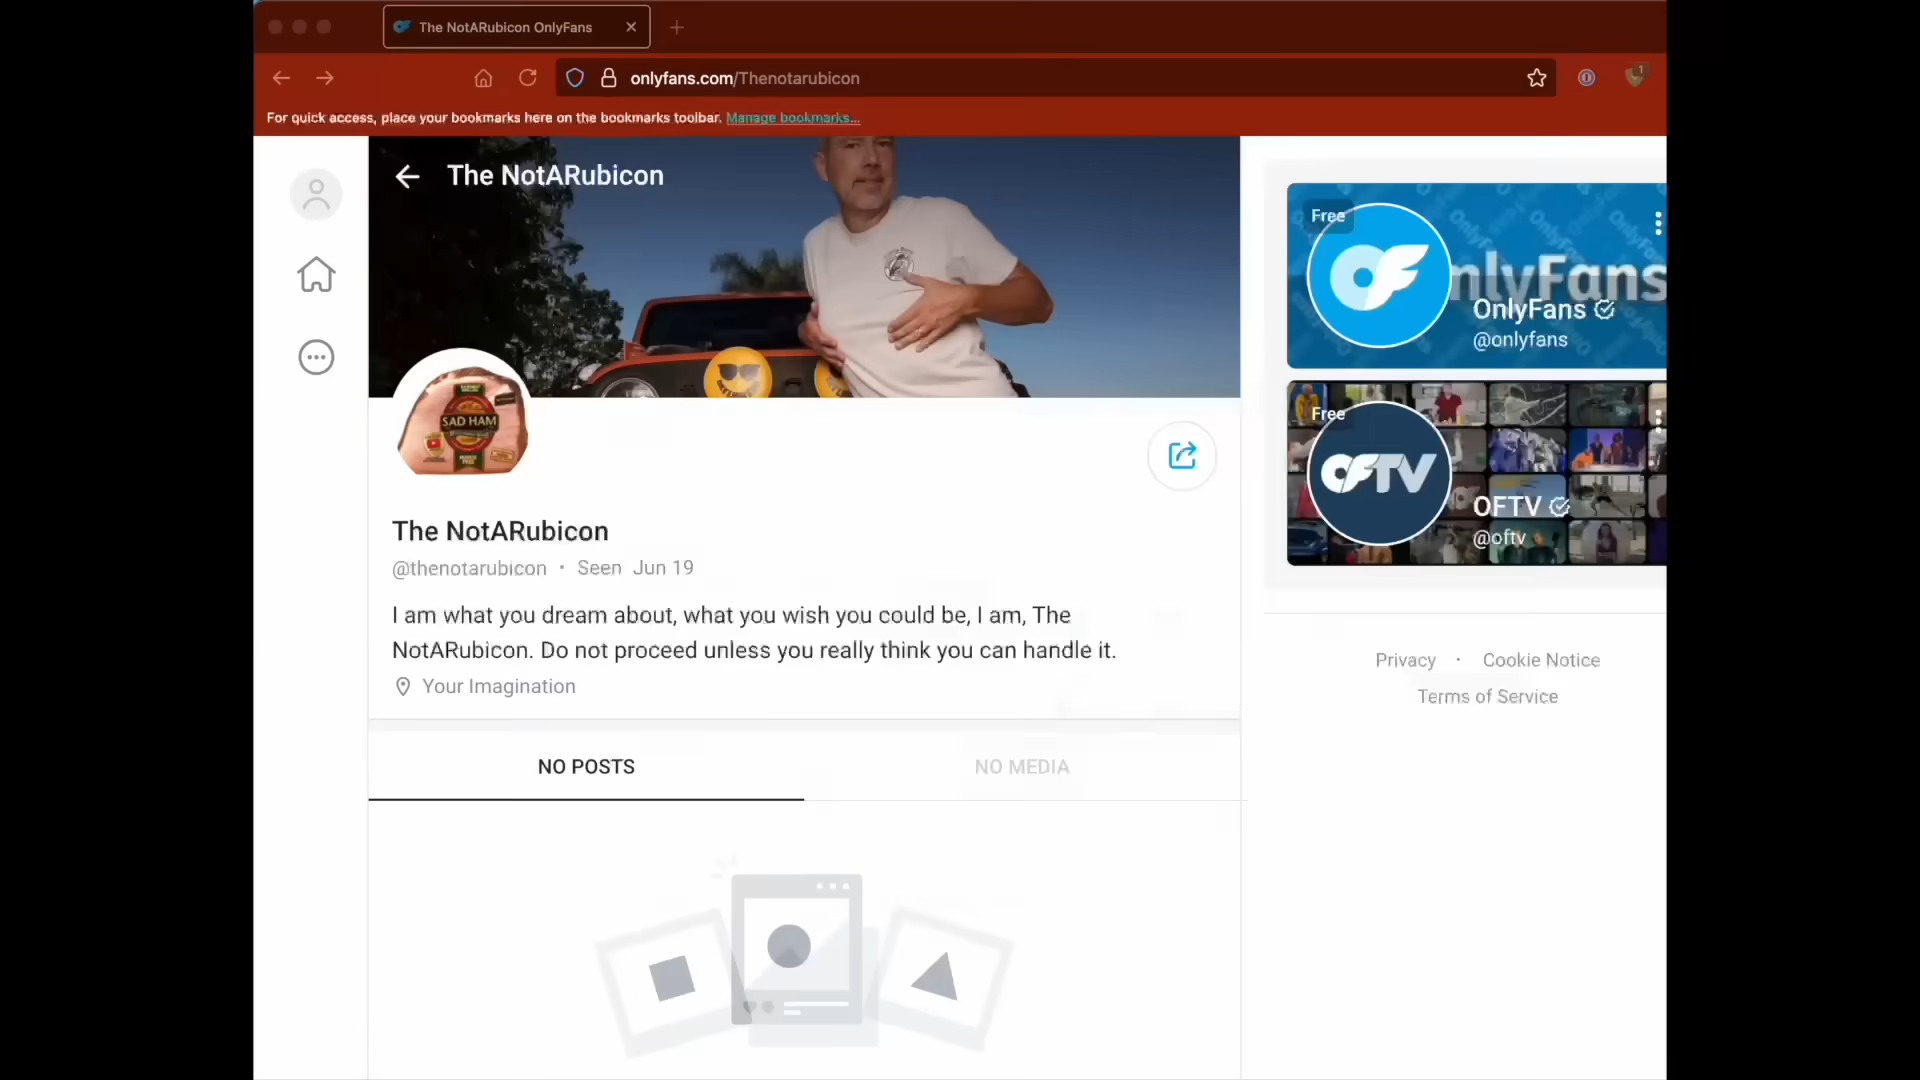 The NotARubicon OnlyFans
onlyfans.com/Thenotarubicon
For quick access, place your bookmarks here on the bookmarks toolbar. Manage bookmarks...
The NotARubicon
SAD HAM
The NotARubicon
@thenotarubicon • Seen Jun 19
I am what you dream about, what you wish you could be, I am, The
NotARubicon. Do not proceed unless you really think you can handle it.
Your Imagination
NO POSTS
NO MEDIA
Free
OF
nlyFans
OnlyFans
@onlyfans
Free
OFTV
OFTV
@oftv
Privacy · Cookie Notice
Terms of Service